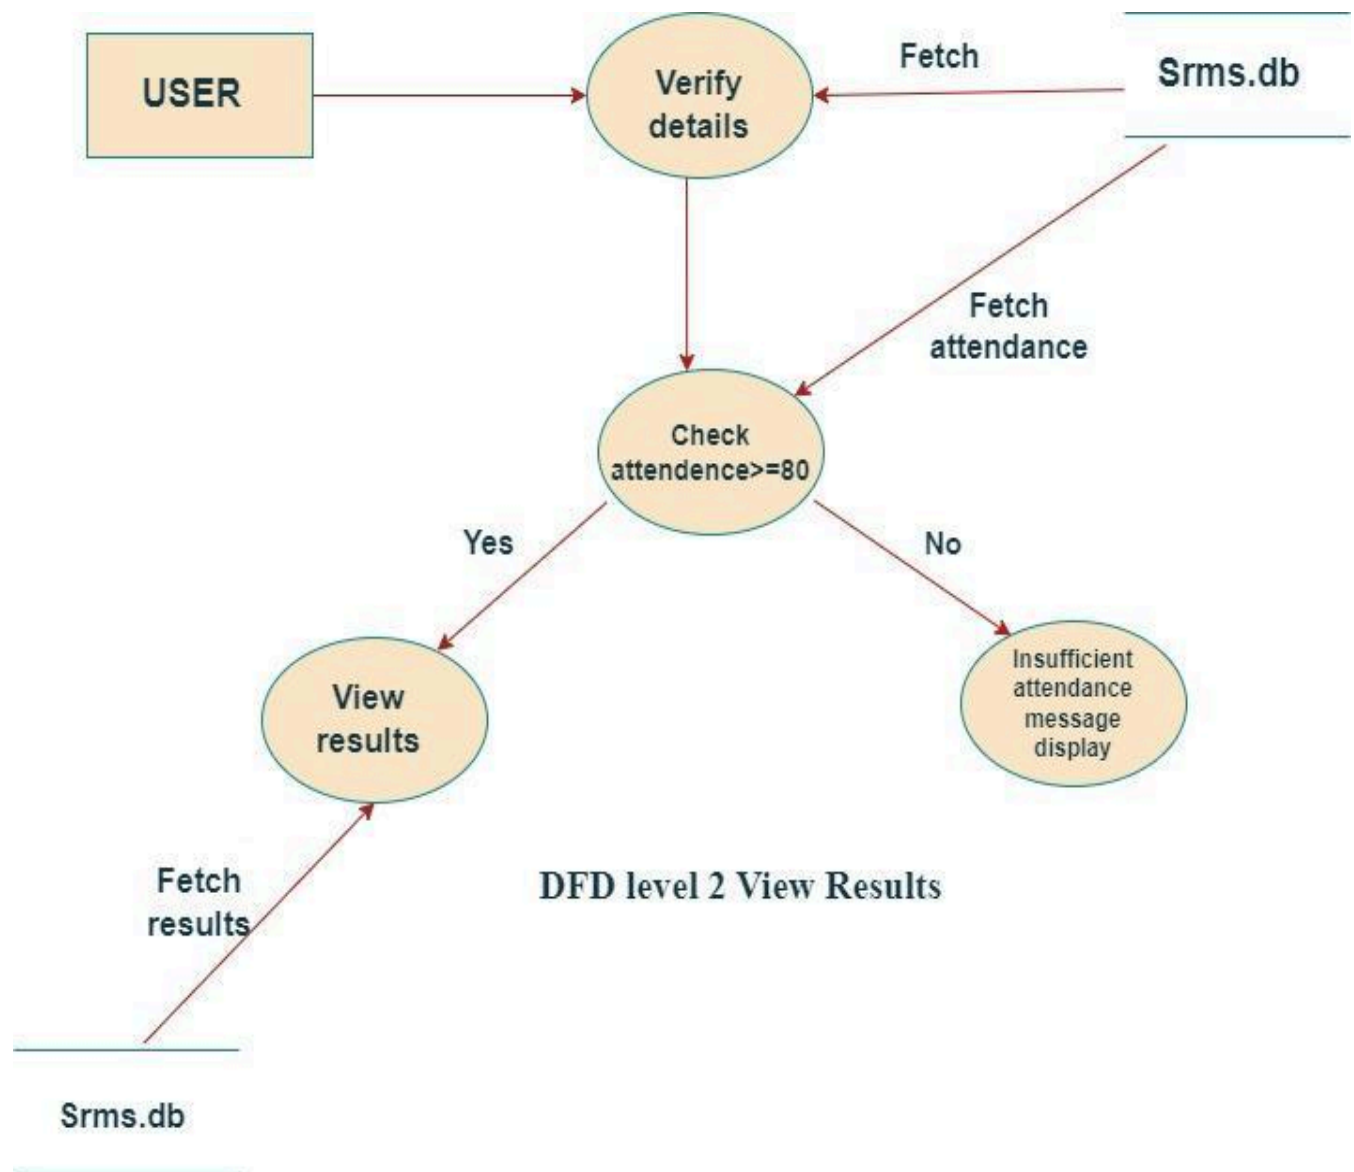 USER
Verify
details
Fetch
Srms.db
Fetch
attendance
Check
attendence>=80
Yes
No
View
results
Insufficient
attendance
message
display
Fetch
results
DFD level 2 View Results
Srms.db